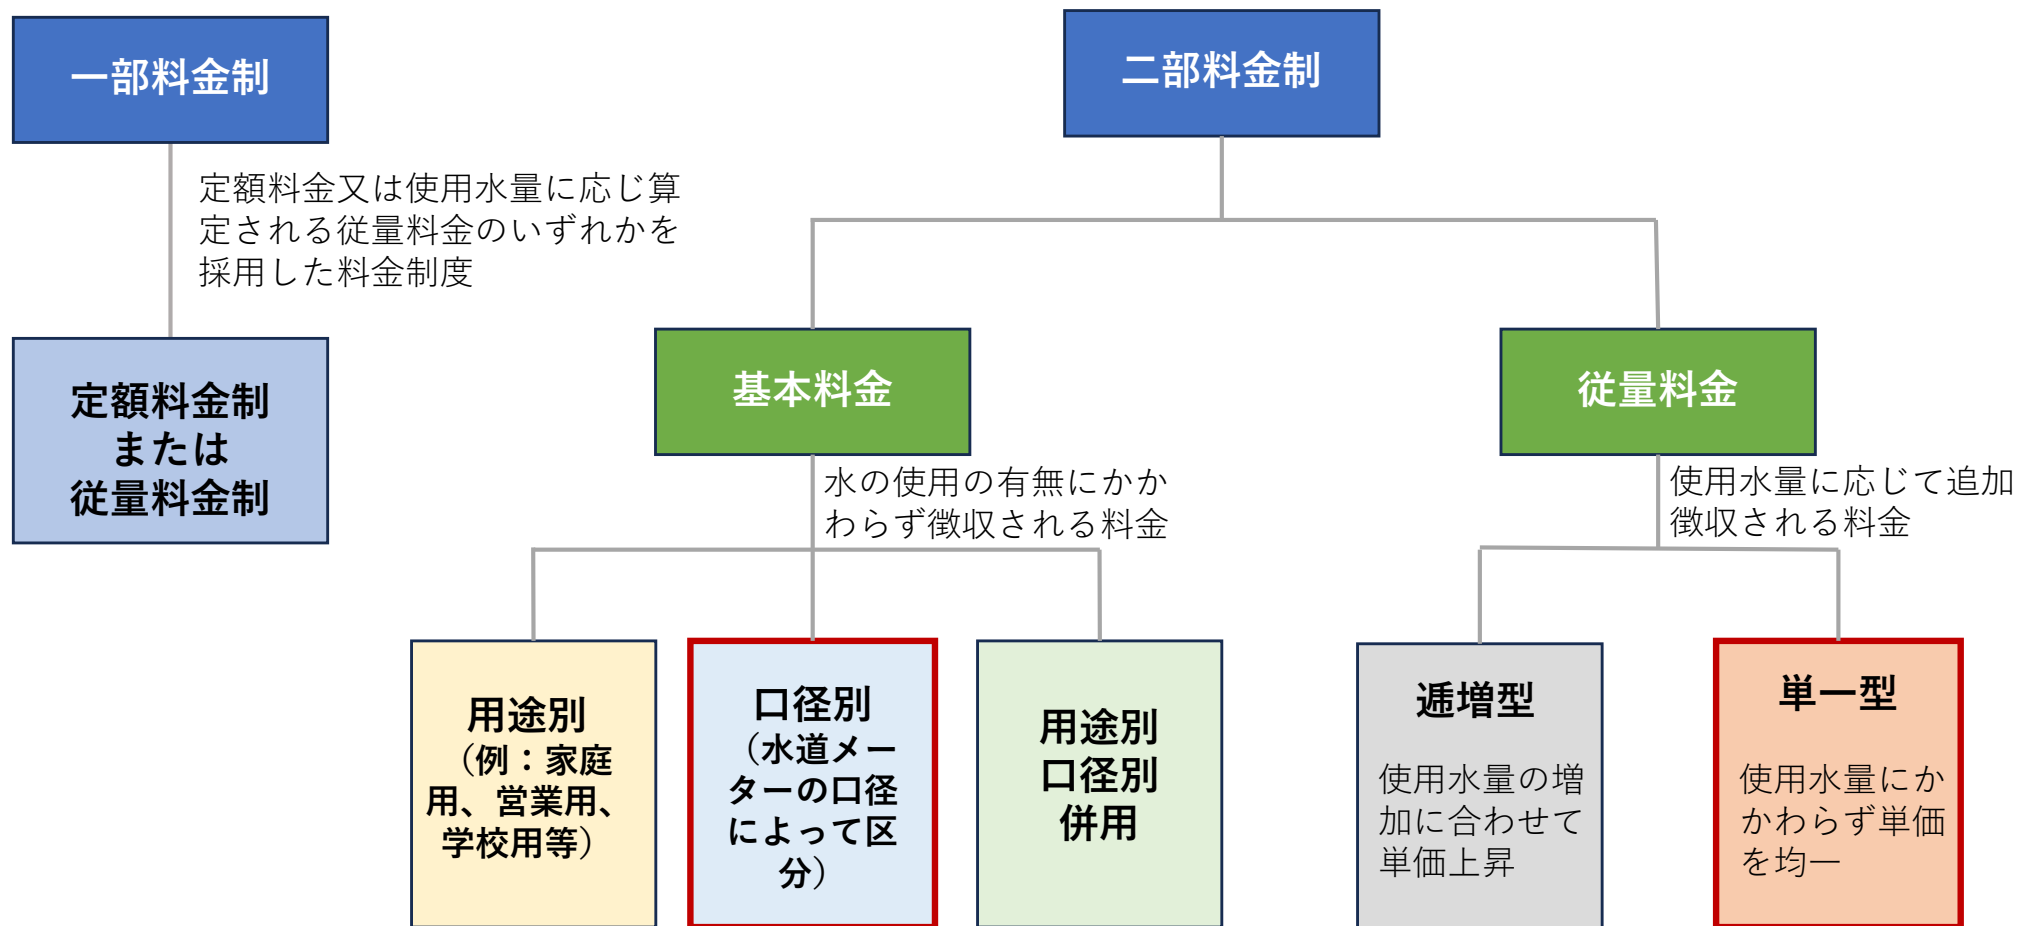 一部料金制
定額料金又は使用水量に応じ算
定される従量料金のいずれかを
採用した料金制度
定額料金制
または
従量料金制
二部料金制
基本料金
水の使用の有無にかか
わらず徴収される料金
用途別
（例：家庭
用、営業用、
学校用等）
口径別
（水道メー
ターの口径
によって区
分）
用途別
口径別
併用
従量料金
使用水量に応じて追加
徴収される料金
逓増型
使用水量の増
加に合わせて
単価上昇
単一型
使用水量にか
かわらず単価
を均一